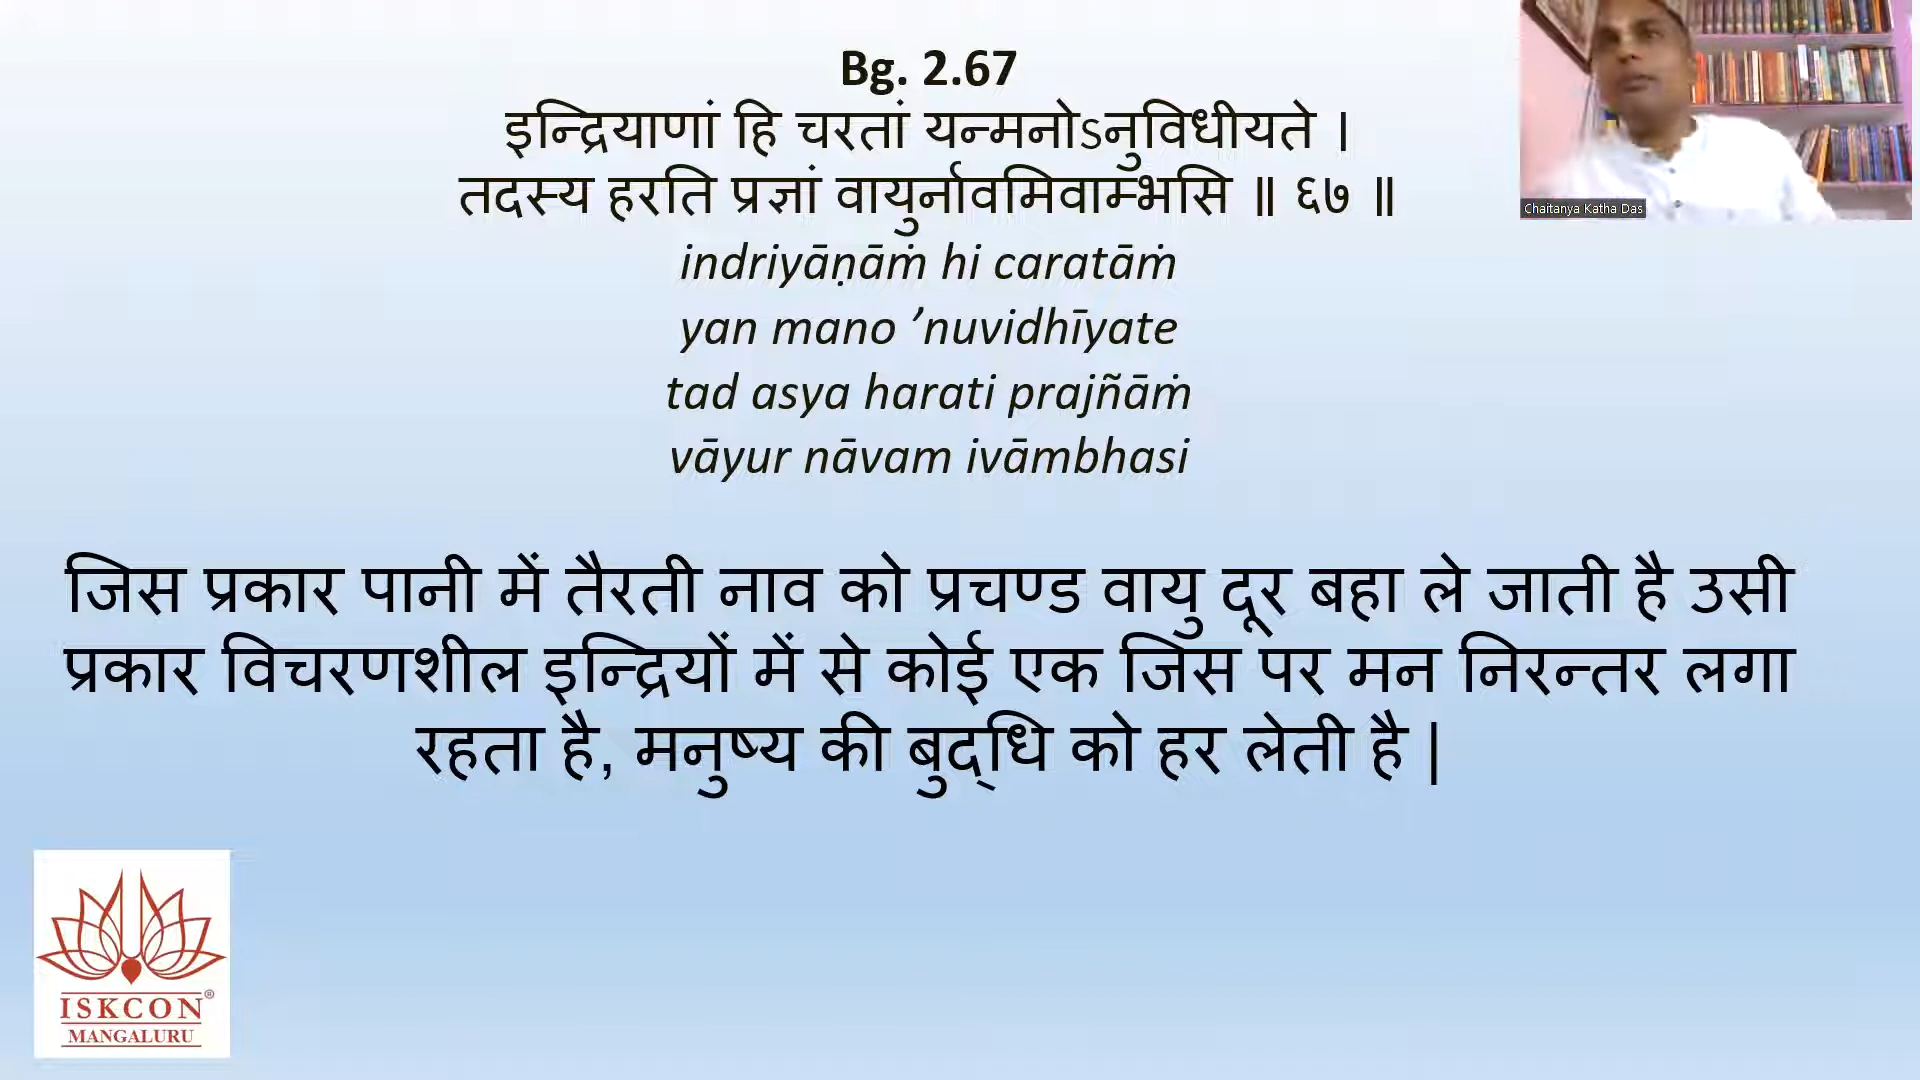 Bg. 2.67
इन्द्रियाणां हि चरतां यन्मनोऽनुविधीयते ।
तदस्य हरति प्रज्ञां वायुर्नावमिवाम्भसि ॥ ६७ ॥
indriyāṇāṁ hi caratāṁ
yan mano ’nuvidhīyate
tad asya harati prajñāṁ
vāyur nāvam ivāmbhasi
जिस प्रकार पानी में तैरती नाव को प्रचण्ड वायु दूर बहा ले जाती है उसी
प्रकार विचरणशील इन्द्रियों में से कोई एक जिस पर मन निरन्तर लगा
रहता है, मनुष्य की बुद्धि को हर लेती है |
Chaitanya Katha Das
ISKCON®
MANGALURU